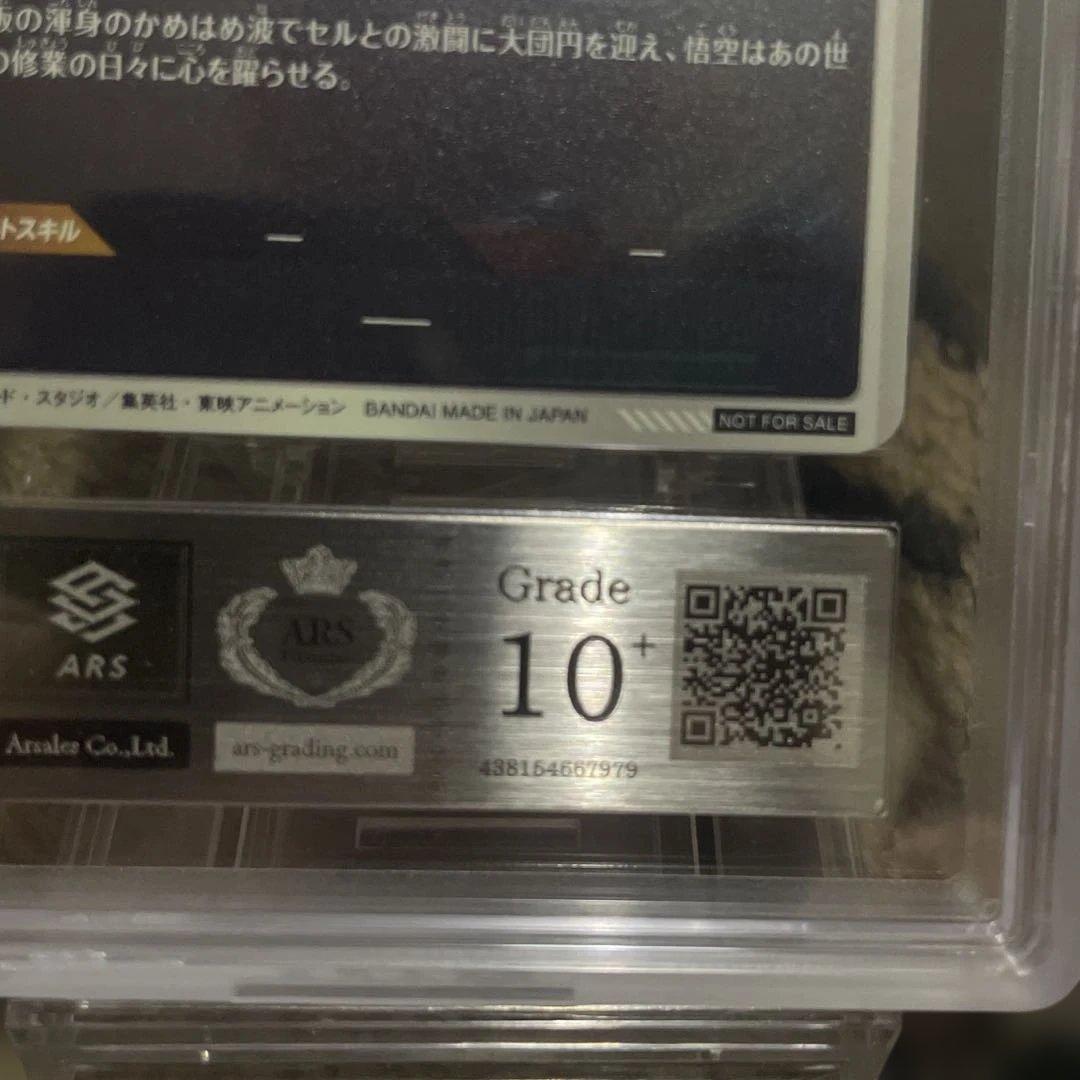 の渾身のかめはめ波でセルとの激闘に大団円を迎え、悟空はあの世
の修業の日々に心を躍らせる。
トスキル
ド・スタジオ／集英社・東映アニメーション BANDAI MADE IN JAPAN NOT FOR SALE
ARS
ARS
Arsales Co.,Ltd.
ars-grading.com
Grade
10+
438154567979